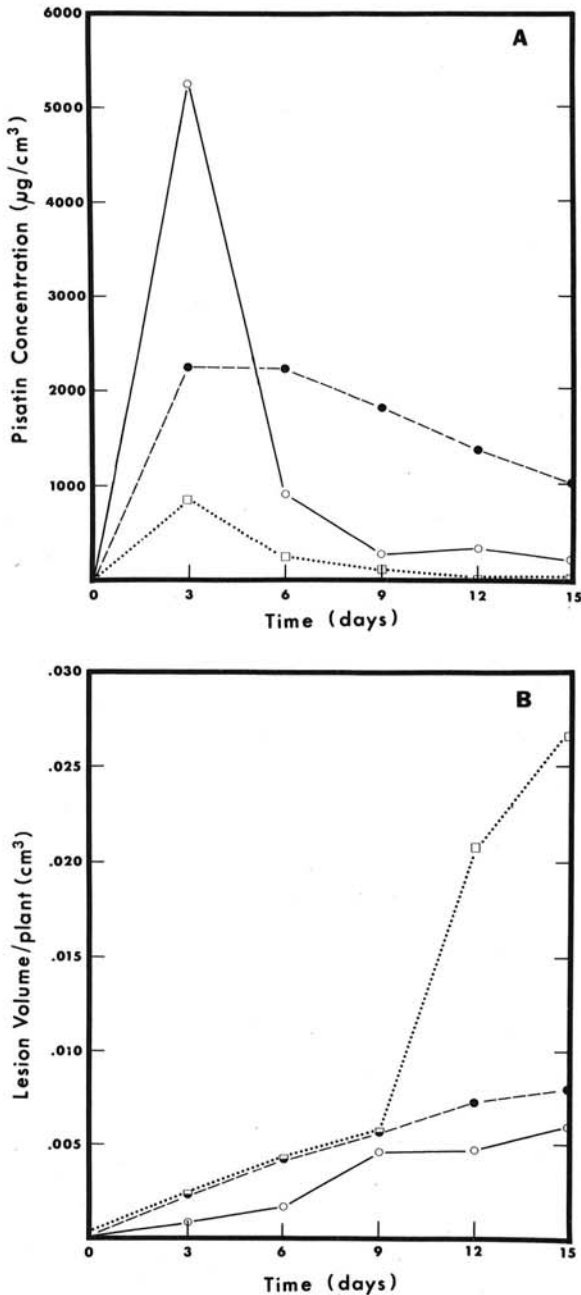 A
Pisatin Concentration (µg/cm³)
6000
5000
4000
3000
2000
1000
0 3 6 9 12 15
Time (days)
B
Lesion Volume/plant (cm³)
.030
.025
.020
.015
.010
.005
0 3 6 9 12 15
Time (days)